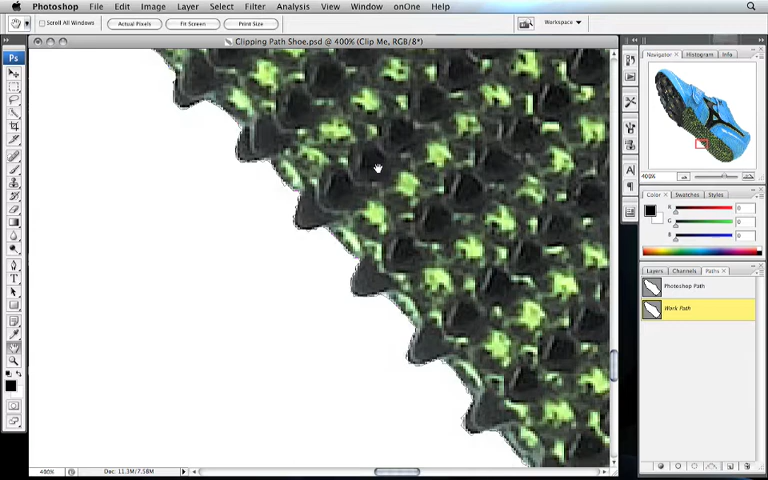 Photoshop File Edit Image Layer Select Filter Analysis View Window onOne Help
Scroll All Windows Actual Pixels Fit Screen Print Size Workspace
Clipping Path Shoe.psd @ 400% (Clip Me, RGB/8*)
Ps
Navigator × Histogram Info
400%
Color × Swatches Styles
R 0
G 0
B 0
Layers Channels Paths ×
Photoshop Path
Work Path
T
A
400% Doc: 11.3M/7.58M